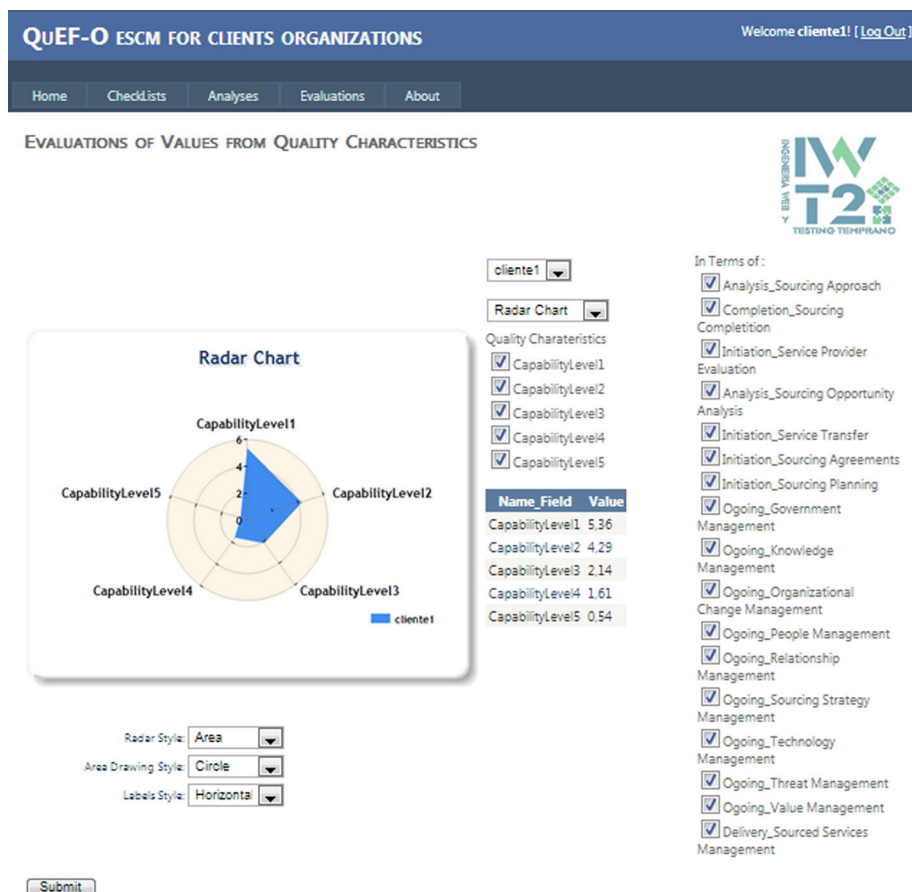 QUEF-O ESCM FOR CLIENTS ORGANIZATIONS
Welcome cliente1! [ Log Out ]
Home CheckLists Analyses Evaluations About
EVALUATIONS OF VALUES FROM QUALITY CHARACTERISTICS
INGENIERIA WEB Y
IW
T2
TESTING TEMPRANO
cliente1
Radar Chart
Quality Charateristics
CapabilityLevel1
CapabilityLevel2
CapabilityLevel3
CapabilityLevel4
CapabilityLevel5
Name_Field Value
CapabilityLevel1 5,36
CapabilityLevel2 4,29
CapabilityLevel3 2,14
CapabilityLevel4 1,61
CapabilityLevel5 0,54
Radar Chart
CapabilityLevel1
6
4
CapabilityLevel5
2
CapabilityLevel2
0
CapabilityLevel4
CapabilityLevel3
cliente1
Radar Style: Area
Area Drawing Style: Circle
Labels Style: Horizontal
Submit
In Terms of :
Analysis_Sourcing Approach
Completion_Sourcing
Completition
Initiation_Service Provider
Evaluation
Analysis_Sourcing Opportunity
Analysis
Initiation_Service Transfer
Initiation_Sourcing Agreements
Initiation_Sourcing Planning
Ogoing_Government
Management
Ogoing_Knowledge
Management
Ogoing_Organizational
Change Management
Ogoing_People Management
Ogoing_Relationship
Management
Ogoing_Sourcing Strategy
Management
Ogoing_Technology
Management
Ogoing_Threat Management
Ogoing_Value Management
Delivery_Sourced Services
Management